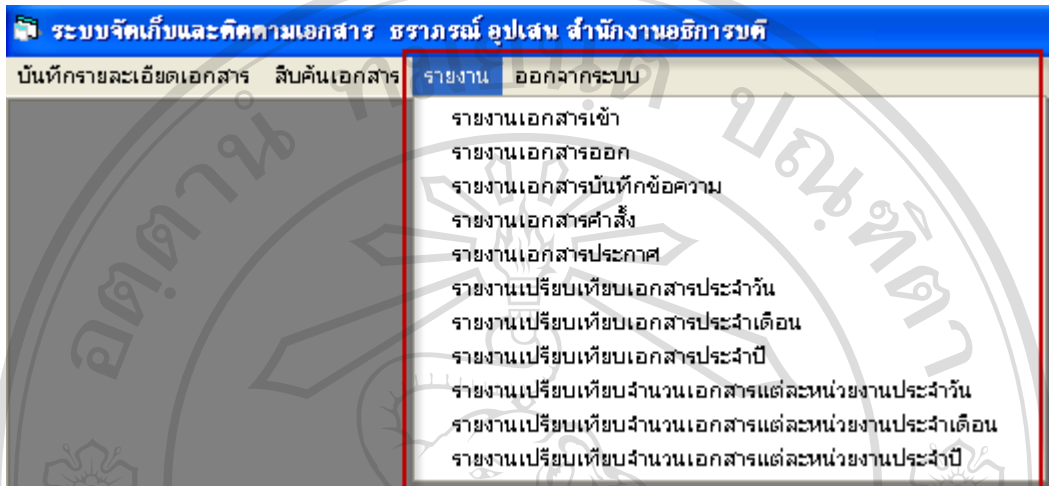 ระบบจัดเก็บและติดตามเอกสาร ธราภรณ์ อุปเสน สำนักงานอธิการบดี
บันทึกรายละเอียดเอกสาร สืบค้นเอกสาร รายงาน ออกจากระบบ
รายงานเอกสารเข้า
รายงานเอกสารออก
รายงานเอกสารบันทึกข้อความ
รายงานเอกสารคำสั่ง
รายงานเอกสารประกาศ
รายงานเปรียบเทียบเอกสารประจำวัน
รายงานเปรียบเทียบเอกสารประจำเดือน
รายงานเปรียบเทียบเอกสารประจำปี
รายงานเปรียบเทียบจำนวนเอกสารแต่ละหน่วยงานประจำวัน
รายงานเปรียบเทียบจำนวนเอกสารแต่ละหน่วยงานประจำเดือน
รายงานเปรียบเทียบจำนวนเอกสารแต่ละหน่วยงานประจำปี
อตฺตานํ ทมยนฺติ ปณฺฑิตา